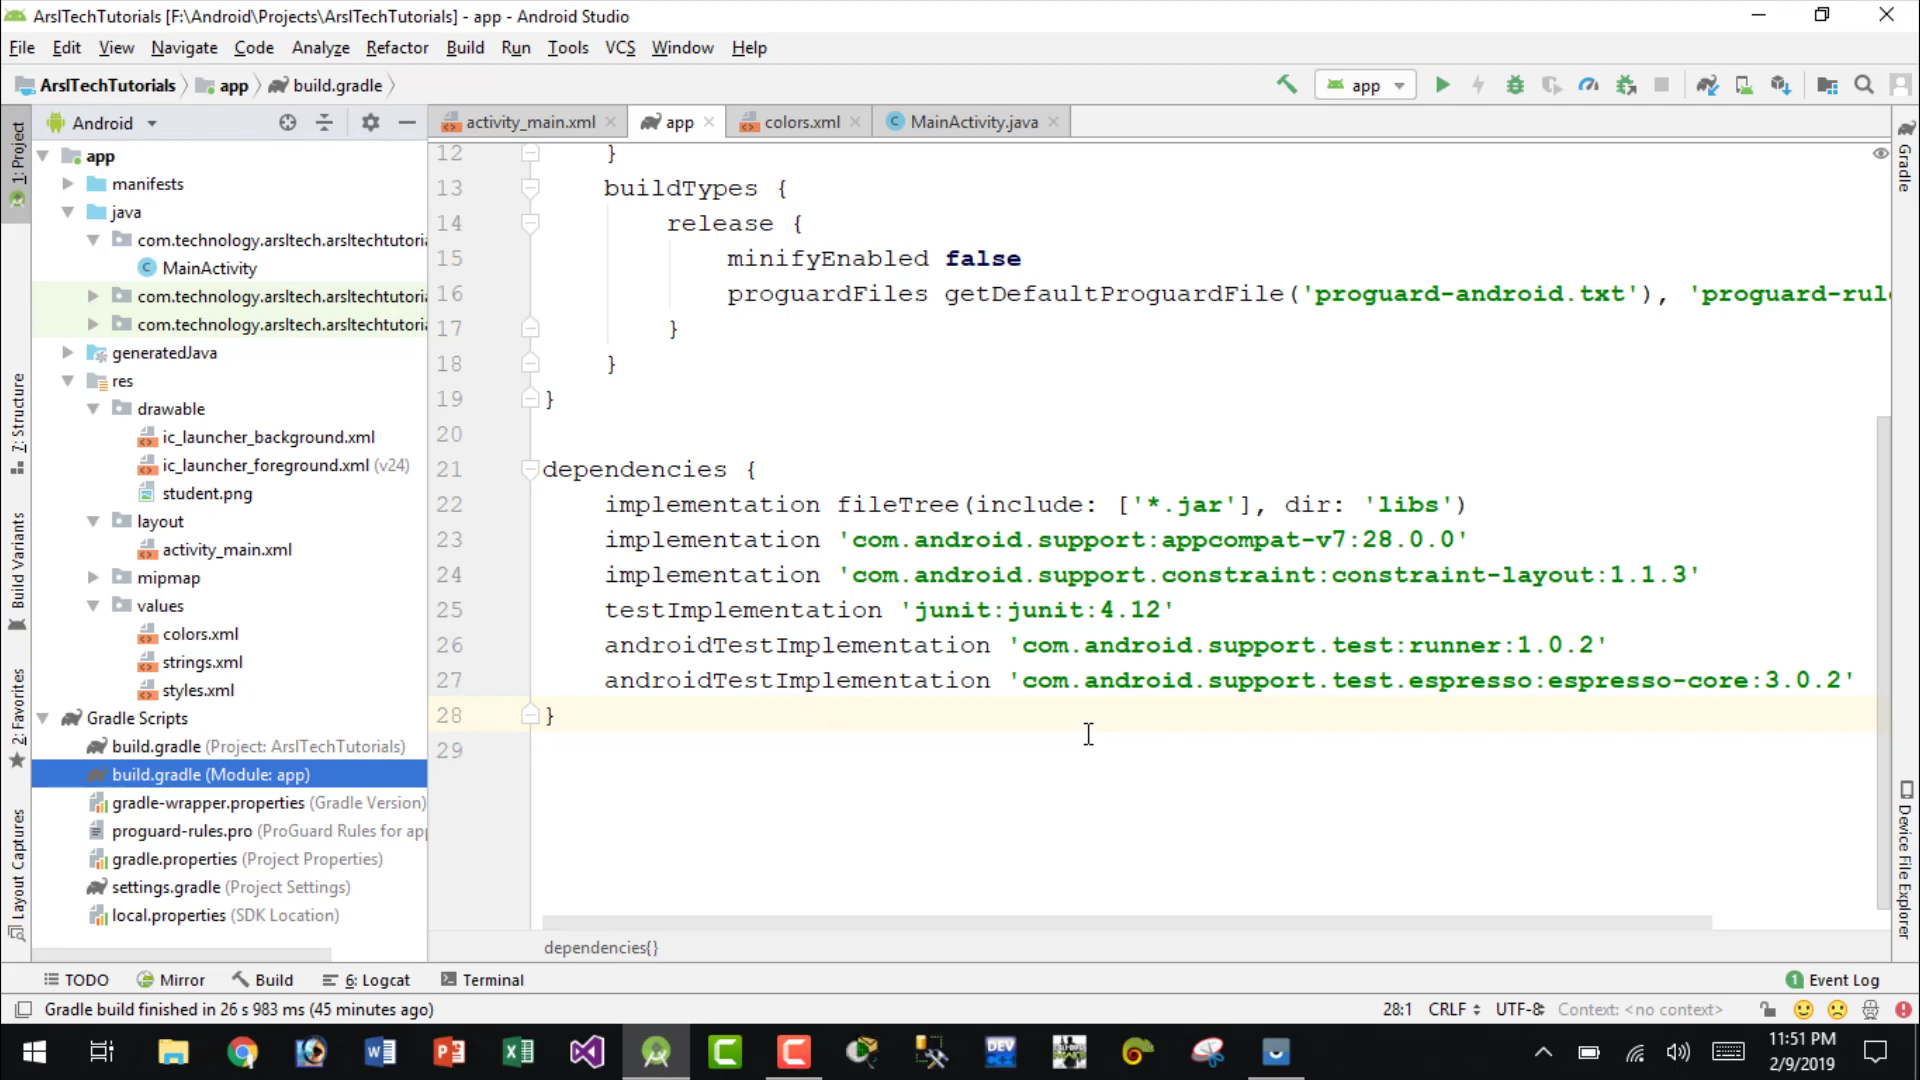 ArslTechTutorials [F:\Android\Projects\ArslTechTutorials] - app - Android Studio
File Edit View Navigate Code Analyze Refactor Build Run Tools VCS Window Help
ArslTechTutorials app build.gradle
app
Android
activity_main.xml app colors.xml MainActivity.java
1: Project
7: Structure
Build Variants
2: Favorites
Layout Captures
app
manifests
java
com.technology.arsltech.arsltechtutori
MainActivity
com.technology.arsltech.arsltechtutori
com.technology.arsltech.arsltechtutori
generatedJava
res
drawable
ic_launcher_background.xml
ic_launcher_foreground.xml (v24)
student.png
layout
activity_main.xml
mipmap
values
colors.xml
strings.xml
styles.xml
Gradle Scripts
build.gradle (Project: ArslTechTutorials)
build.gradle (Module: app)
gradle-wrapper.properties (Gradle Version)
proguard-rules.pro (ProGuard Rules for app
gradle.properties (Project Properties)
settings.gradle (Project Settings)
local.properties (SDK Location)
12 }
13 buildTypes {
14 release {
15 minifyEnabled false
16 proguardFiles getDefaultProguardFile('proguard-android.txt'), 'proguard-rul
17 }
18 }
19 }
20
21 dependencies {
22 implementation fileTree(include: ['*.jar'], dir: 'libs')
23 implementation 'com.android.support:appcompat-v7:28.0.0'
24 implementation 'com.android.support.constraint:constraint-layout:1.1.3'
25 testImplementation 'junit:junit:4.12'
26 androidTestImplementation 'com.android.support.test:runner:1.0.2'
27 androidTestImplementation 'com.android.support.test.espresso:espresso-core:3.0.2'
28 }
29
dependencies{}
Gradle
Device File Explorer
TODO Mirror Build 6: Logcat Terminal 1 Event Log
Gradle build finished in 26 s 983 ms (45 minutes ago) 28:1 CRLF UTF-8 Context: <no context>
DEV
11:51 PM
2/9/2019